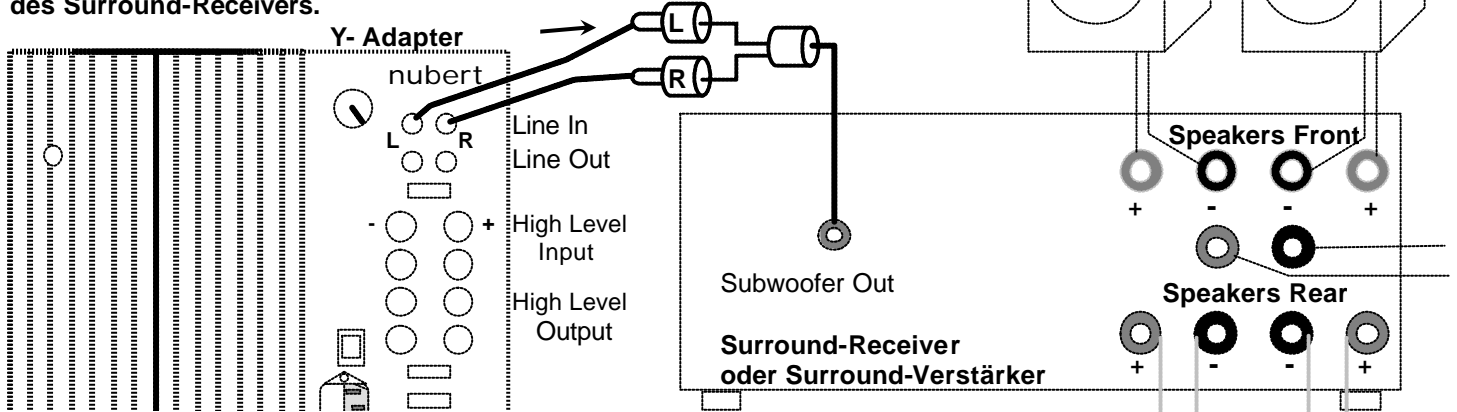 des Surround-Receivers.
Y- Adapter
nubert
L
R
L
R
Line In
Line Out
-
+
High Level
Input
High Level
Output
Subwoofer Out
Surround-Receiver
oder Surround-Verstärker
Speakers Front
+ - - +
Speakers Rear
+ - - +